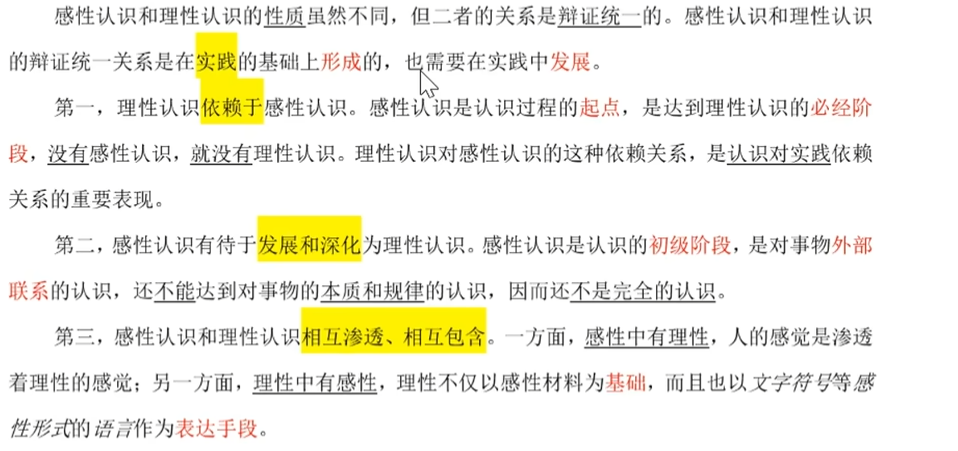 感性认识和理性认识的性质虽然不同，但二者的关系是辩证统一的。感性认识和理性认识
的辩证统一关系是在实践的基础上形成的，也需要在实践中发展。
第一，理性认识依赖于感性认识。感性认识是认识过程的起点，是达到理性认识的必经阶
段，没有感性认识，就没有理性认识。理性认识对感性认识的这种依赖关系，是认识对实践依赖
关系的重要表现。
第二，感性认识有待于发展和深化为理性认识。感性认识是认识的初级阶段，是对事物外部
联系的认识，还不能达到对事物的本质和规律的认识，因而还不是完全的认识。
第三，感性认识和理性认识相互渗透、相互包含。一方面，感性中有理性，人的感觉是渗透
着理性的感觉；另一方面，理性中有感性，理性不仅以感性材料为基础，而且也以文字符号等感
性形式的语言作为表达手段。